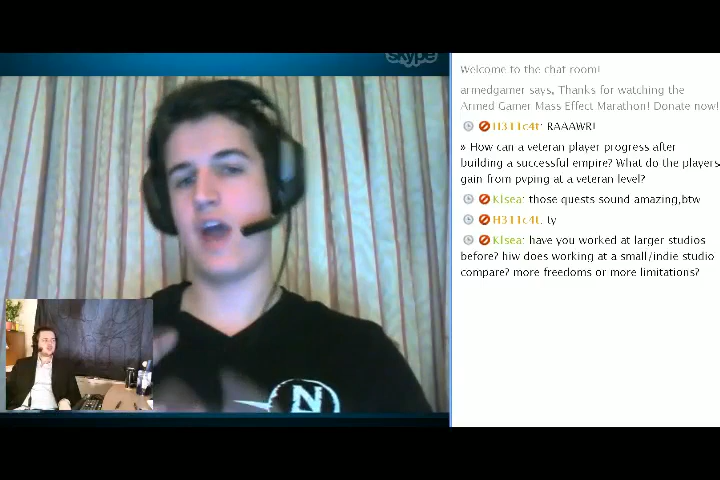 skype
Welcome to the chat room!
armedgamer says, Thanks for watching the
Armed Gamer Mass Effect Marathon! Donate now!
H311c4t: RAAAWR!
» How can a veteran player progress after
building a successful empire? What do the players
gain from pvping at a veteran level?
Klsea: those quests sound amazing,btw
H311c4t: ty
Klsea: have you worked at larger studios
before? hiw does working at a small/indie studio
compare? more freedoms or more limitations?
N